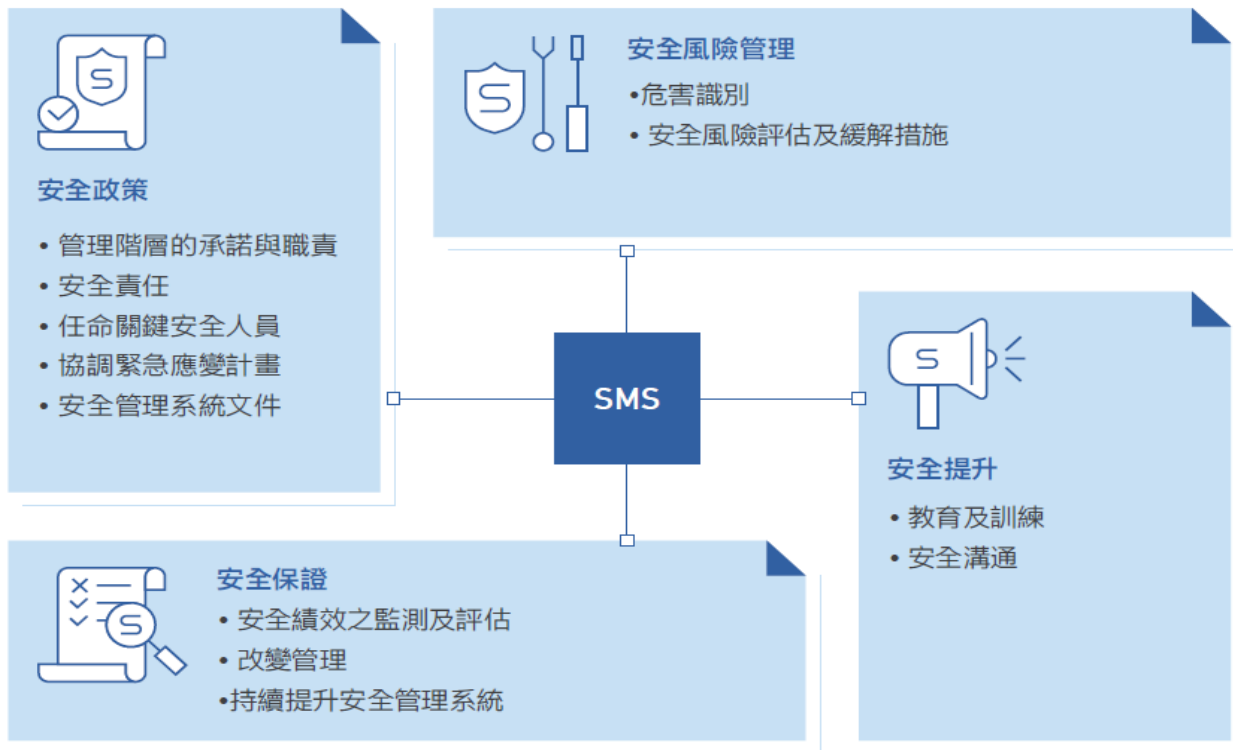 安全政策
• 管理階層的承諾與職責
• 安全責任
• 任命關鍵安全人員
• 協調緊急應變計畫
• 安全管理系統文件
安全風險管理
•危害識別
• 安全風險評估及緩解措施
SMS
安全提升
• 教育及訓練
• 安全溝通
安全保證
• 安全績效之監測及評估
• 改變管理
•持續提升安全管理系統
S
S
S
S